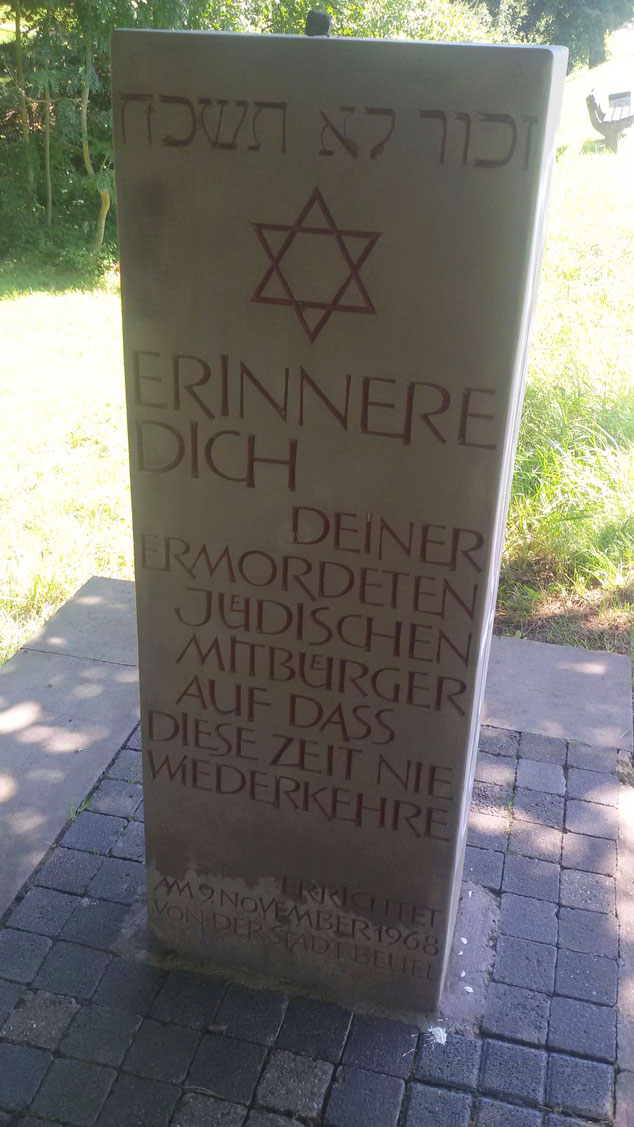 זכור לא תשכח
ERINNERE
DICH
DEINER
ERMORDETEN
JÜDISCHEN
MITBÜRGER
AUF DASS
DIESE ZEIT NIE
WIEDERKEHRE
ERRICHTET
AM 9 NOVEMBER 1968
VON DER STADT BEUEL